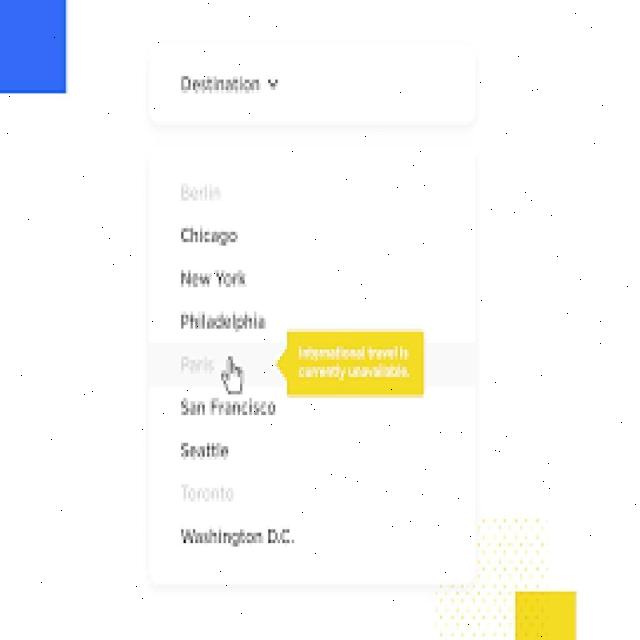 Destination
Berlin
Chicago
New York
Philadelphia
Paris
International travel is
currently unavailable.
San Francisco
Seattle
Toronto
Washington D.C.